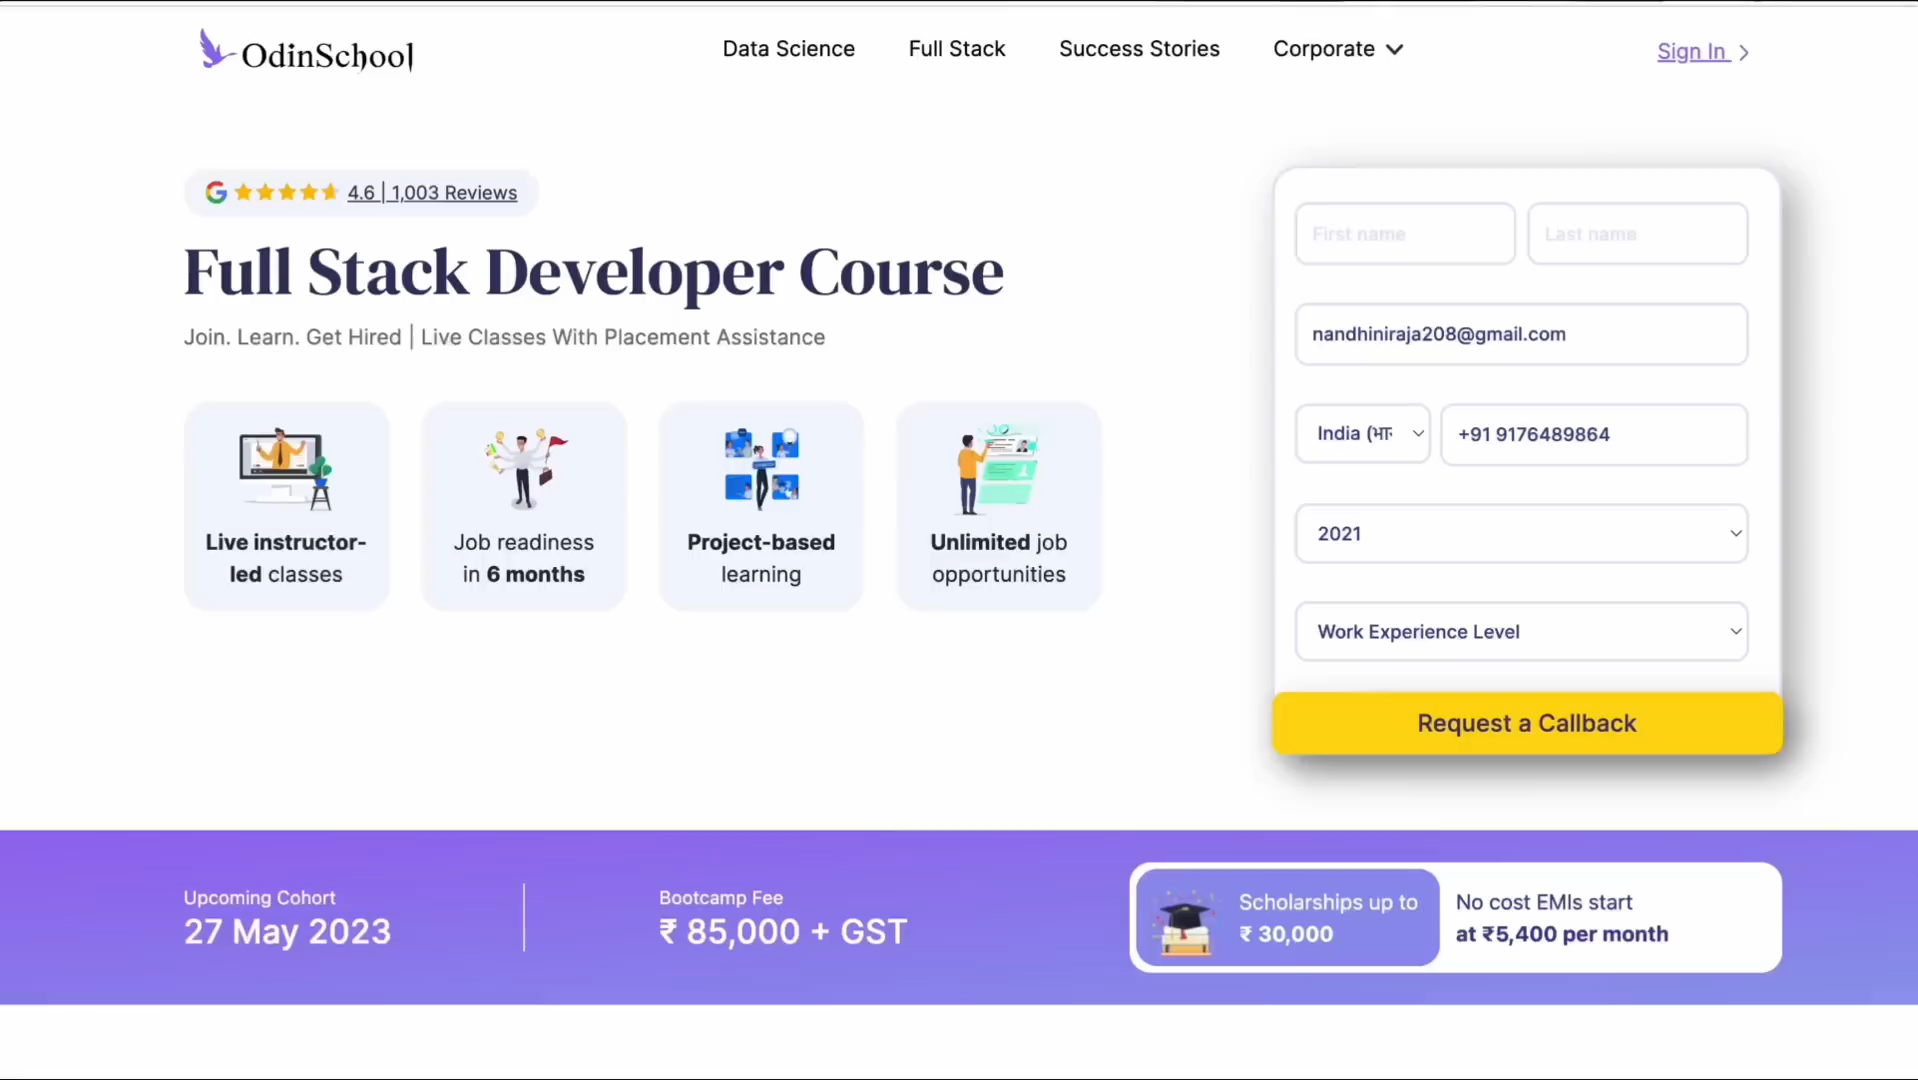 OdinSchool
Data Science
Full Stack
Success Stories
Corporate
Sign In
4.6 | 1,003 Reviews
Full Stack Developer Course
Join. Learn. Get Hired | Live Classes With Placement Assistance
Live instructor-
led classes
Job readiness
in 6 months
Project-based
learning
Unlimited job
opportunities
First name
Last name
nandhiniraja208@gmail.com
India (भार
+91 9176489864
2021
Work Experience Level
Request a Callback
Upcoming Cohort
27 May 2023
Bootcamp Fee
₹ 85,000 + GST
Scholarships up to
₹ 30,000
No cost EMIs start
at ₹5,400 per month